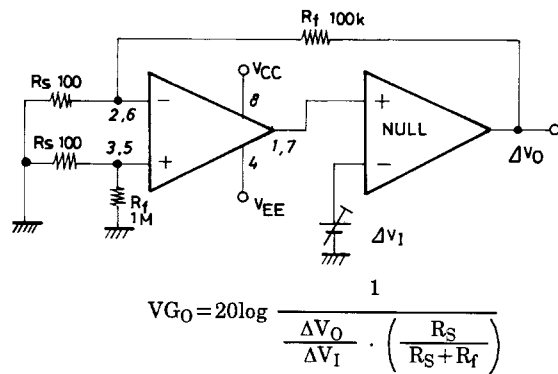 Rf 100k
VCC
8
Rs 100
2,6
−
+
NULL
Rs 100
3,5
+
1,7
4
−
ΔVO
Rf
1M
VEE
ΔVI
VGO=20log 1 / (ΔVO/ΔVI · (RS/(RS+Rf)))